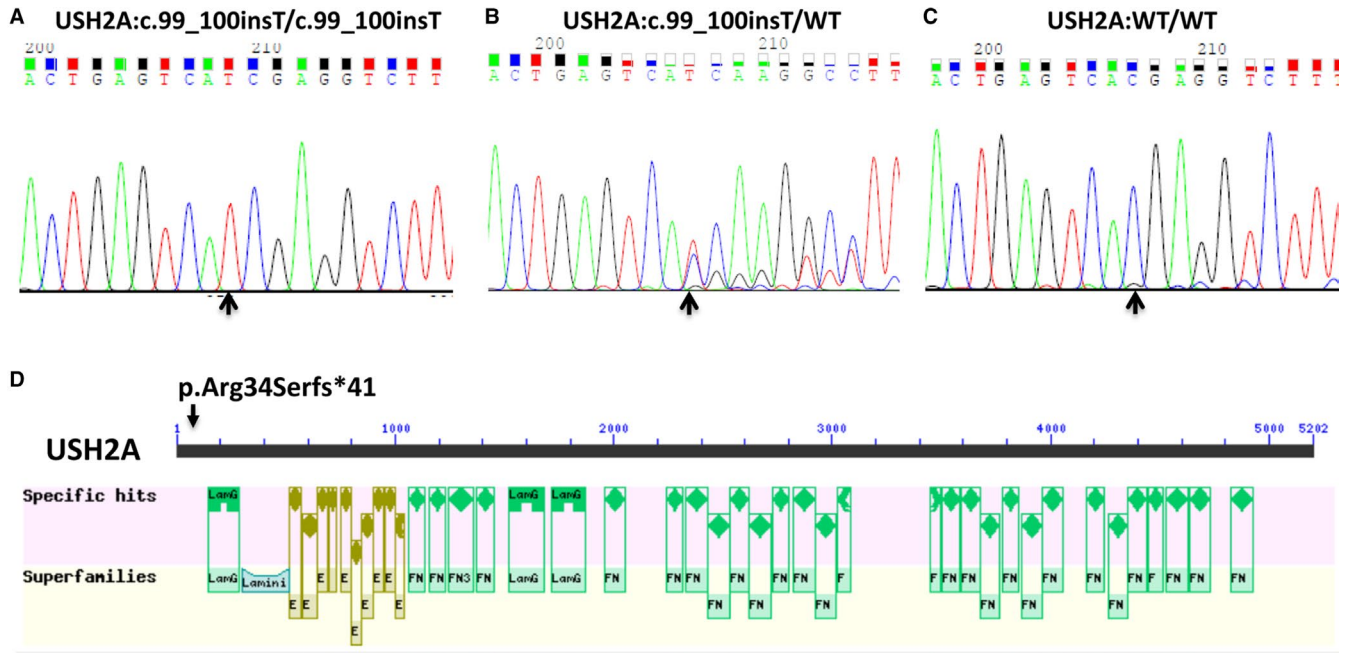 A
USH2A:c.99_100insT/c.99_100insT
200 210
A C T G A G T C A T C G A G G T C T T
B
USH2A:c.99_100insT/WT
200 210
A C T G A G T C A T C A A G G C C T T
C
USH2A:WT/WT
200 210
A C T G A G T C A C G A G G T C T T T
D
p.Arg34Serfs*41
USH2A
1 1000 2000 3000 4000 5000 5202
Specific hits LamG LamG LamG
Superfamilies LamG Lamini E E E E FN FN FN3 FN LamG LamG FN FN FN FN FN FN F F FN FN FN FN FN FN F FN FN FN
E E E E FN FN FN FN FN FN
E